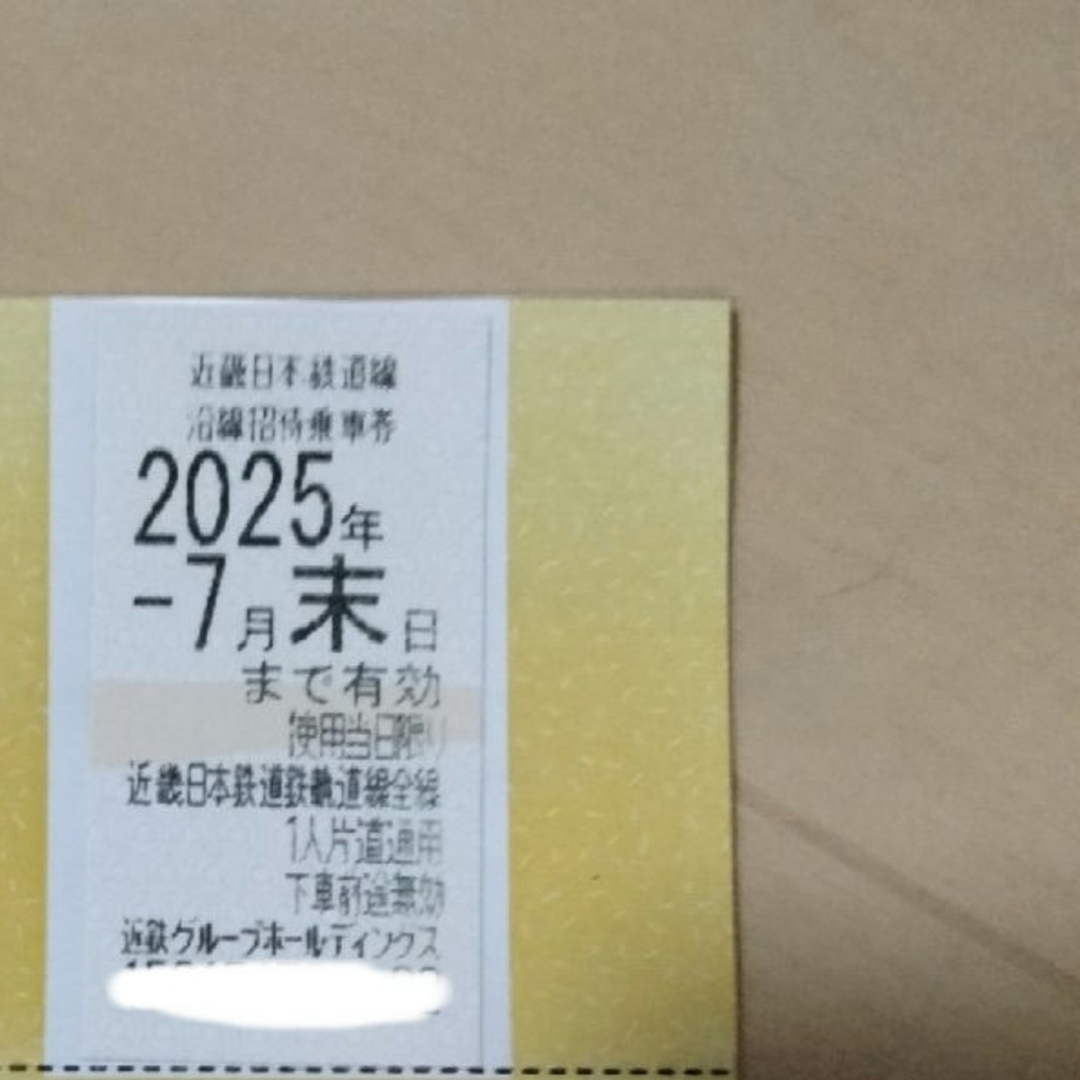 近畿日本鉄道線
沿線招待乗車券
2025年
-7月末日
まで有効
使用当日限り
近畿日本鉄道鉄軌道線全線
1人片道通用
下車前途無効
近鉄グループホールディングス